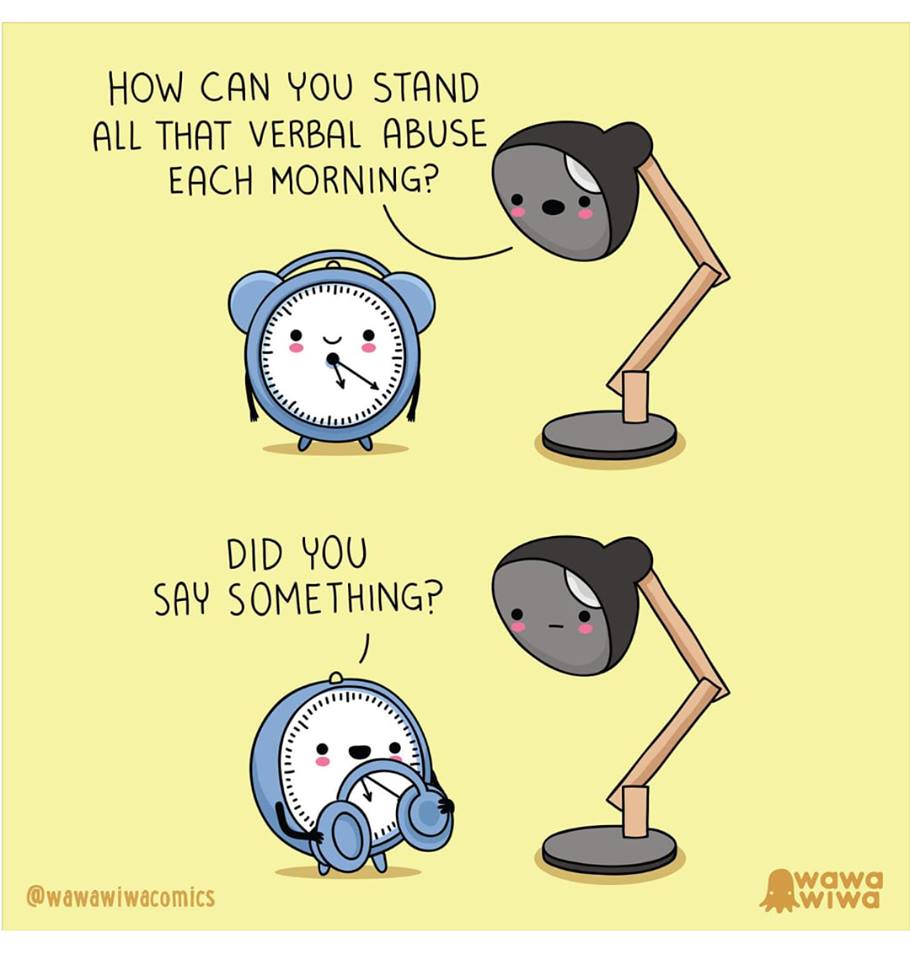 HOW CAN YOU STAND
ALL THAT VERBAL ABUSE
EACH MORNING?
DID YOU
SAY SOMETHING?
@wawawiwacomics
wawa
wiwa